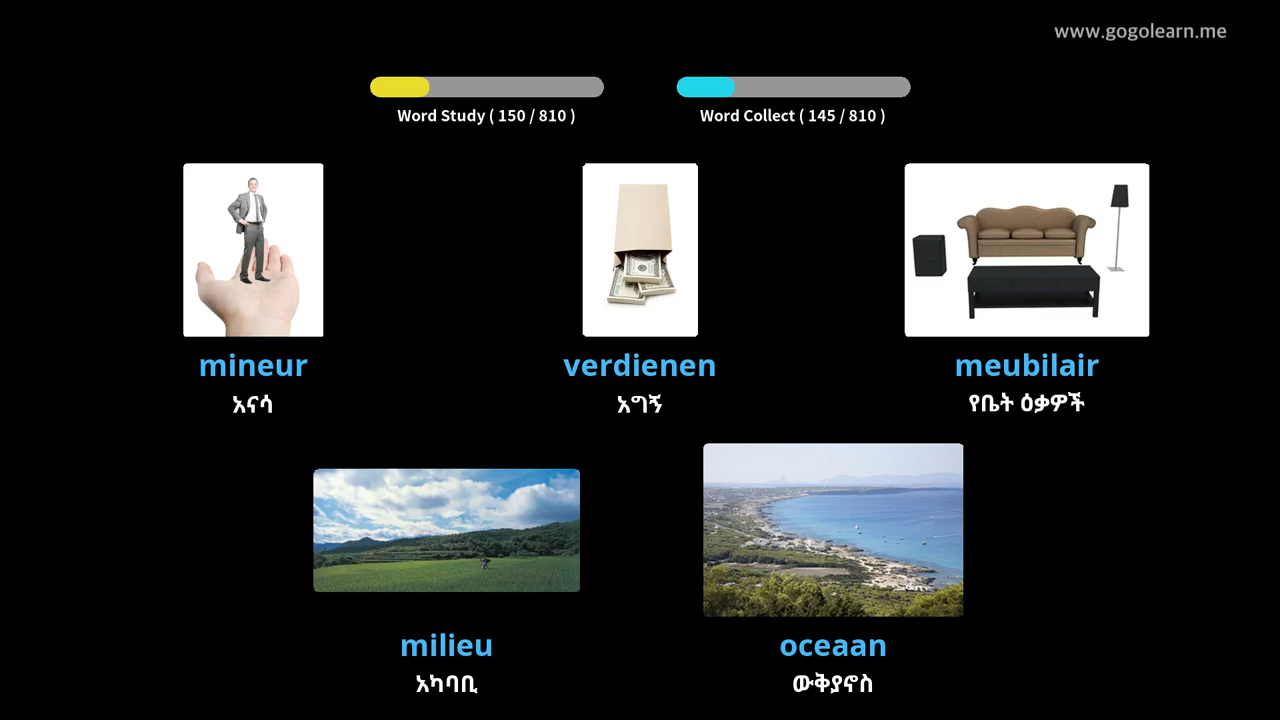 www.gogolearn.me
Word Study ( 150 / 810 )
Word Collect ( 145 / 810 )
mineur
አናሳ
verdienen
አግኝ
meubilair
የቤት ዕቃዎች
milieu
አካባቢ
oceaan
ውቅያኖስ